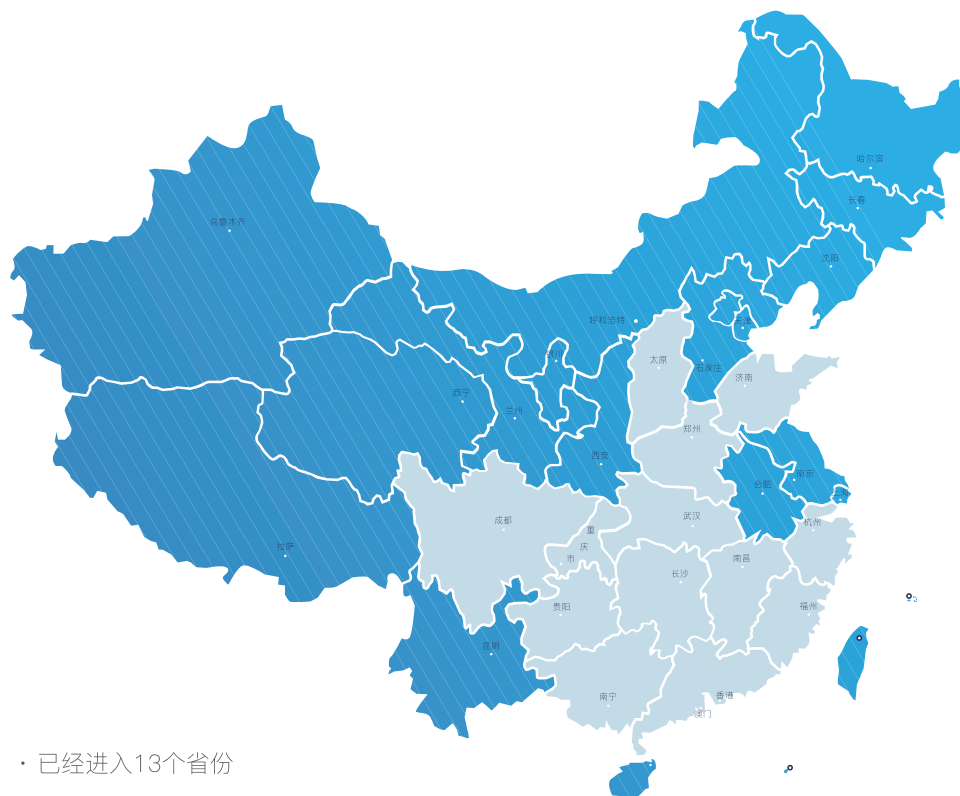 哈尔滨
长春
乌鲁木齐
沈阳
呼和浩特
天津
银川
太原
石家庄
济南
西宁
兰州
郑州
西安
南京
合肥
上海
成都
武汉
杭州
重
庆
市
拉萨
南昌
长沙
贵阳
福州
昆明
南宁
香港
澳门
· 已经进入13个省份